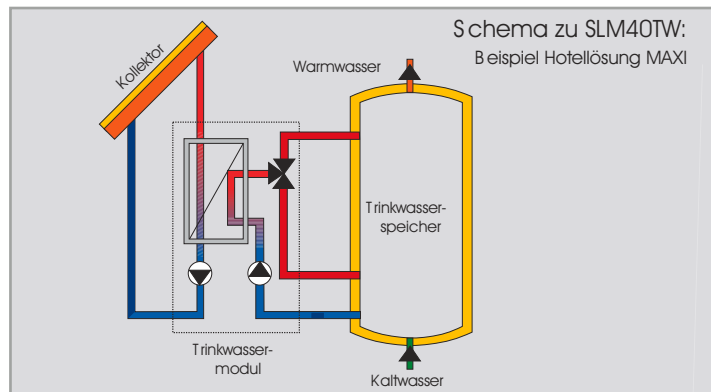 Schema zu SLM40TW:
Beispiel Hotellösung MAXI
Kollektor
Warmwasser
Trinkwasser-
speicher
Trinkwasser-
modul
Kaltwasser